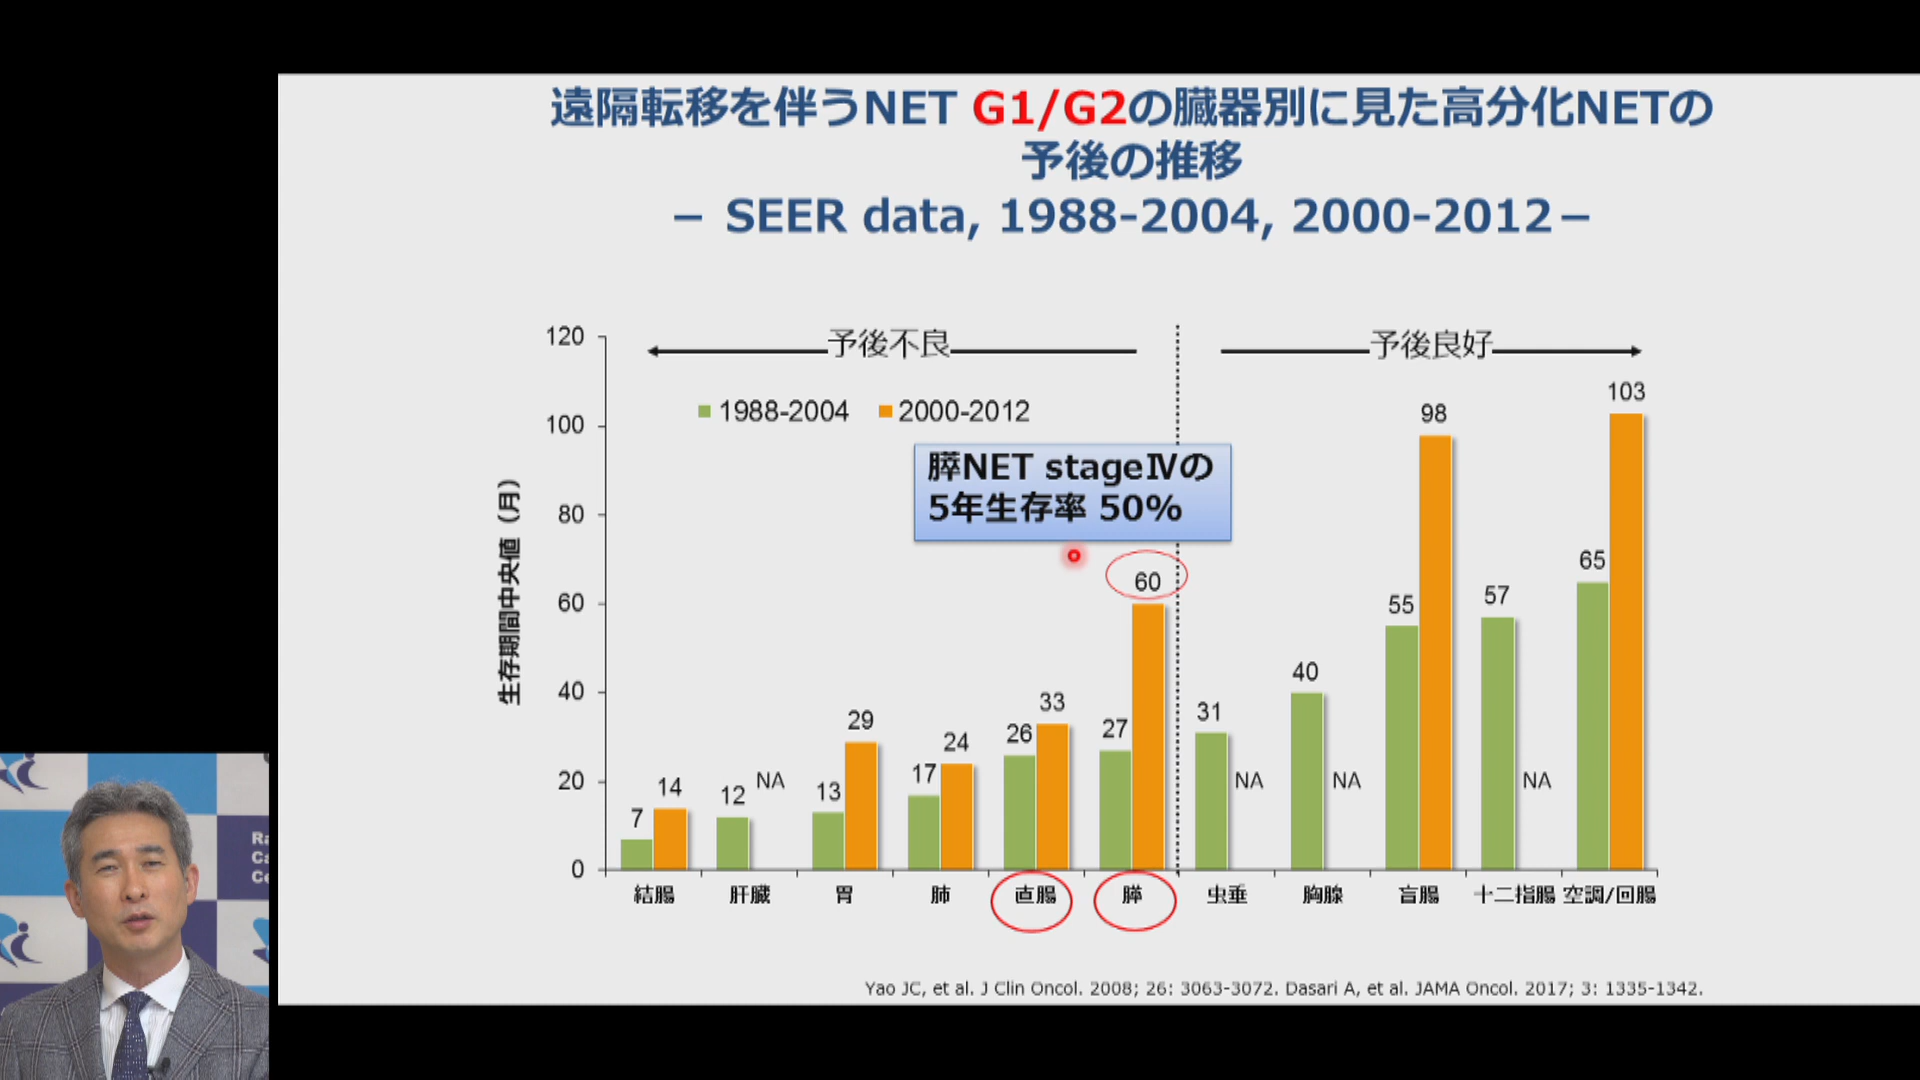 遠隔転移を伴うNET G1/G2の臓器別に見た高分化NETの
予後の推移
－ SEER data, 1988-2004, 2000-2012－
予後不良
予後良好
1988-2004
2000-2012
膵NET stageⅣの
5年生存率 50%
生存期間中央値（月）
120
100
80
60
40
20
0
7 14
12 NA
13 29
17 24
26 33
27 60
31 NA
40 NA
55 98
57 NA
65 103
結腸 肝臓 胃 肺 直腸 膵 虫垂 胸腺 盲腸 十二指腸 空調/回腸
Yao JC, et al. J Clin Oncol. 2008; 26: 3063-3072. Dasari A, et al. JAMA Oncol. 2017; 3: 1335-1342.